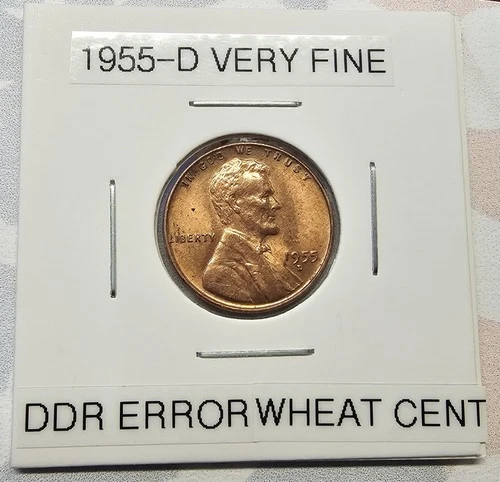 1955-D VERY FINE
IN GOD WE TRUST
LIBERTY
1955
D
DDR ERROR WHEAT CENT